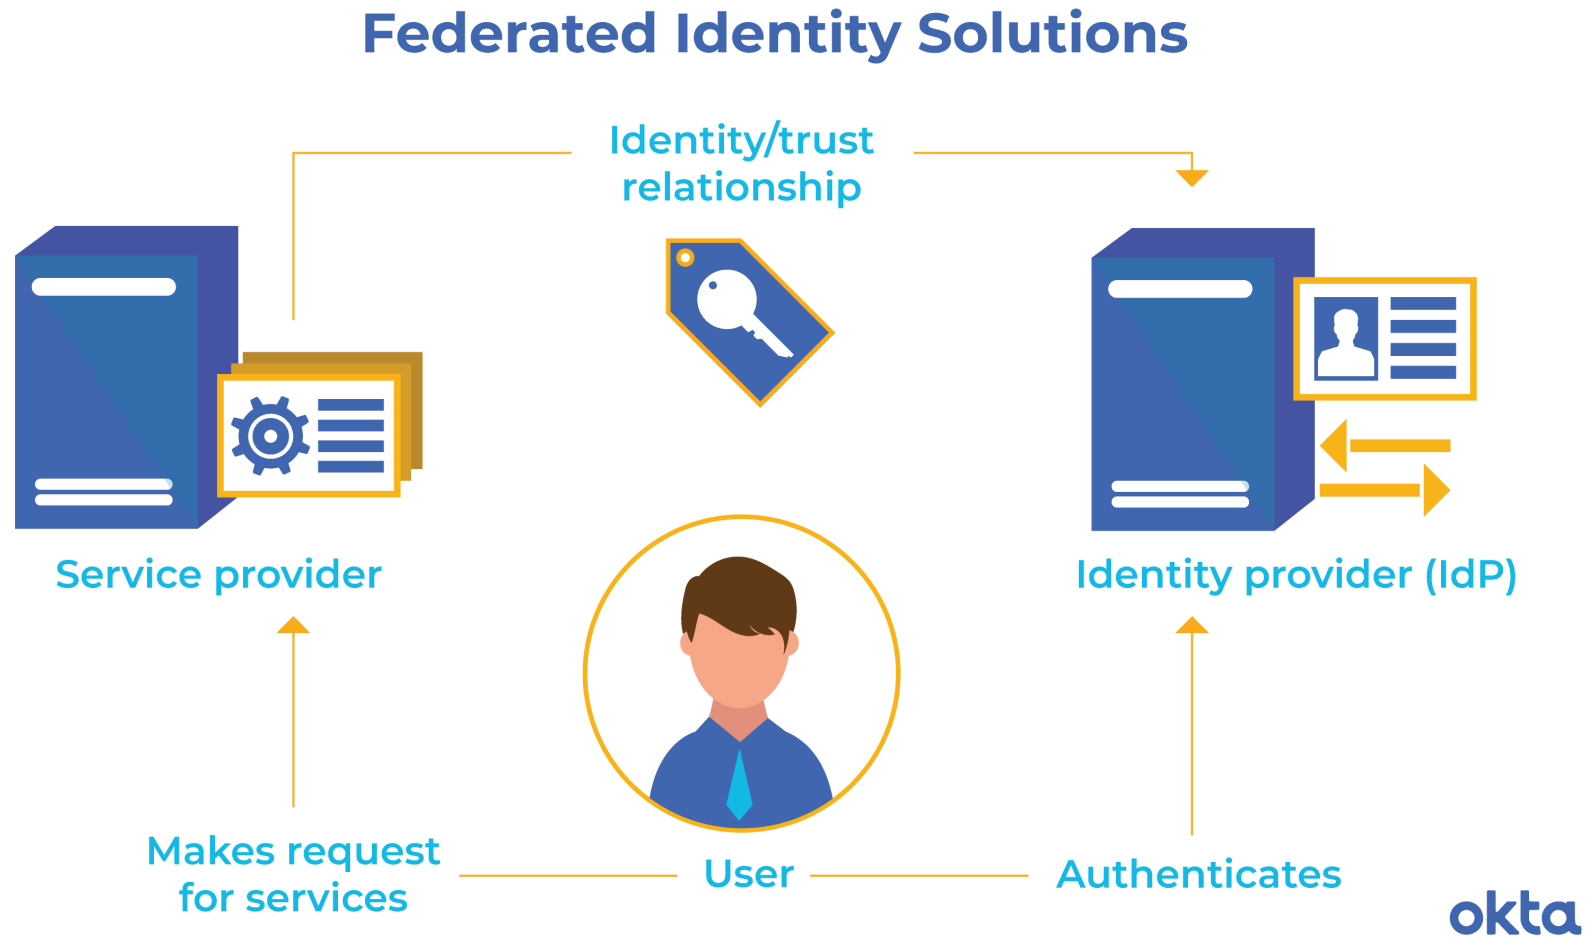 Federated Identity Solutions
Identity/trust
relationship
Service provider
Identity provider (IdP)
Makes request
for services
User
Authenticates
okta